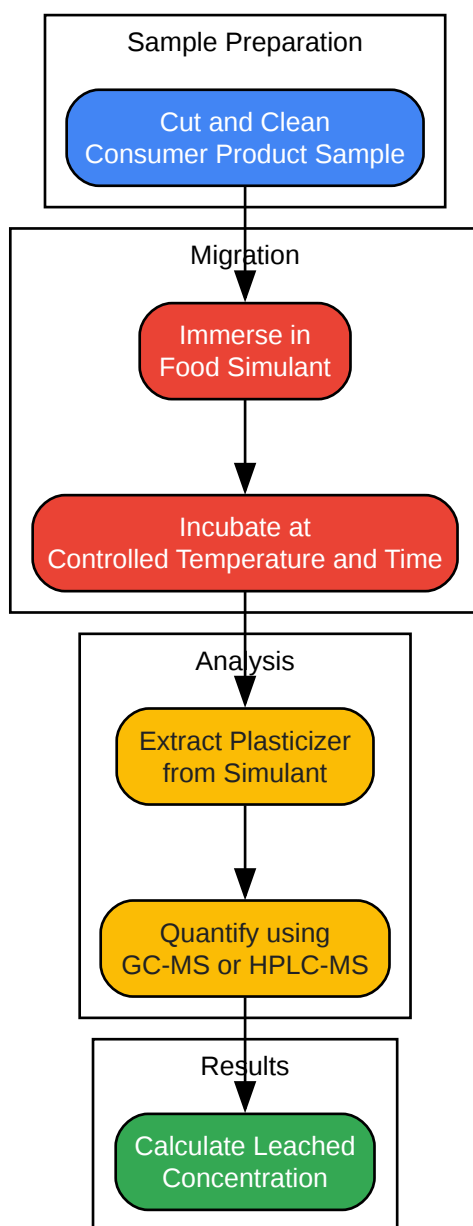 Sample Preparation
Cut and Clean
Consumer Product Sample
Migration
Immerse in
Food Simulant
Incubate at
Controlled Temperature and Time
Analysis
Extract Plasticizer
from Simulant
Quantify using
GC-MS or HPLC-MS
Results
Calculate Leached
Concentration